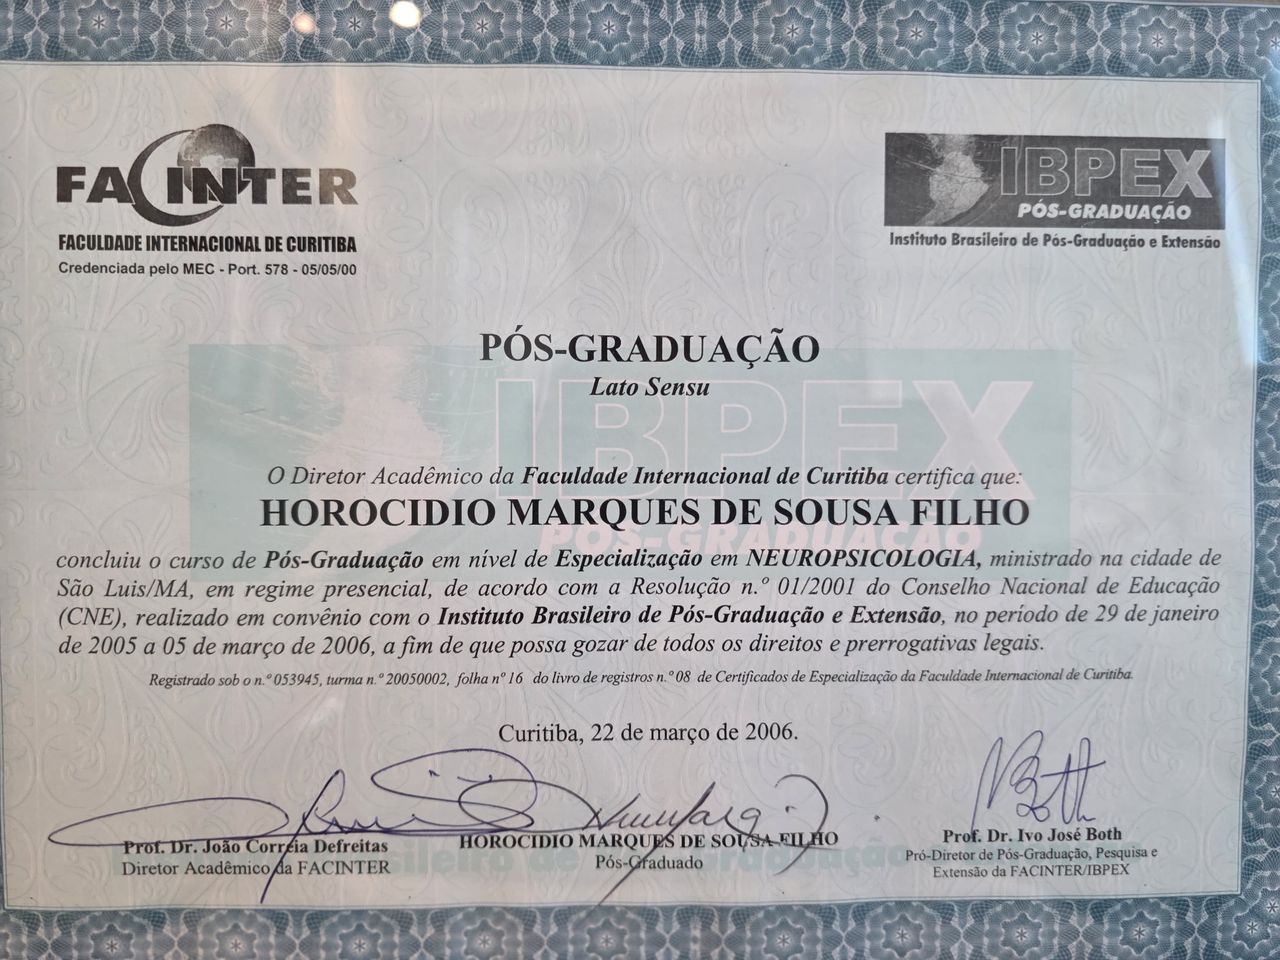 FACINTER
FACULDADE INTERNACIONAL DE CURITIBA
Credenciada pelo MEC - Port. 578 - 05/05/00
IBPEX
PÓS-GRADUAÇÃO
Instituto Brasileiro de Pós-Graduação e Extensão
PÓS-GRADUAÇÃO
Lato Sensu
IBPEX
PÓS-GRADUAÇÃO
O Diretor Acadêmico da Faculdade Internacional de Curitiba certifica que:
HOROCIDIO MARQUES DE SOUSA FILHO
concluiu o curso de Pós-Graduação em nível de Especialização em NEUROPSICOLOGIA, ministrado na cidade de
São Luis/MA, em regime presencial, de acordo com a Resolução n.º 01/2001 do Conselho Nacional de Educação
(CNE), realizado em convênio com o Instituto Brasileiro de Pós-Graduação e Extensão, no período de 29 de janeiro
de 2005 a 05 de março de 2006, a fim de que possa gozar de todos os direitos e prerrogativas legais.
Registrado sob o n.º 053945, turma n.º 20050002, folha nº 16 do livro de registros n.º 08 de Certificados de Especialização da Faculdade Internacional de Curitiba.
Curitiba, 22 de março de 2006.
Prof. Dr. João Correia Defreitas
Diretor Acadêmico da FACINTER
HOROCIDIO MARQUES DE SOUSA FILHO
Pós-Graduado
Prof. Dr. Ivo José Both
Pró-Diretor de Pós-Graduação, Pesquisa e
Extensão da FACINTER/IBPEX